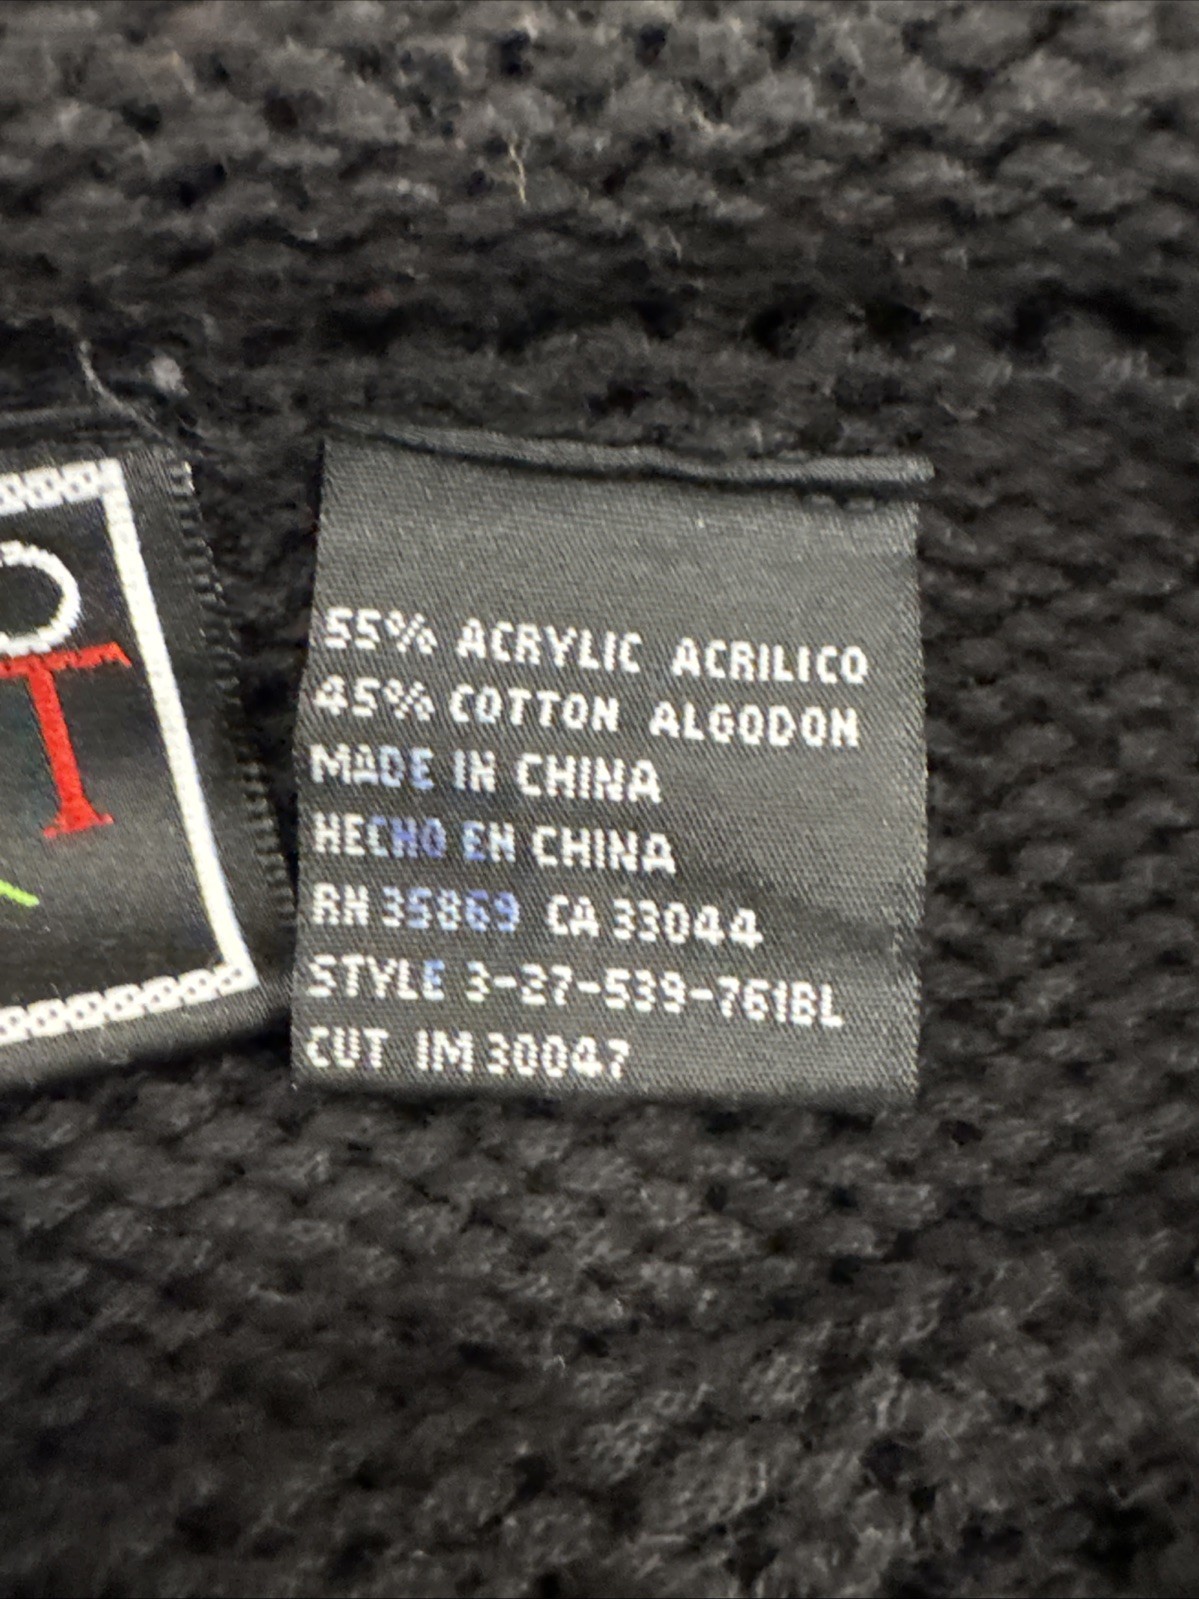 55% ACRYLIC ACRILICO
45% COTTON ALGODON
MADE IN CHINA
HECHO EN CHINA
RN 35869 CA 33044
STYLE 3-27-539-761BL
CUT IM 30047
O
T